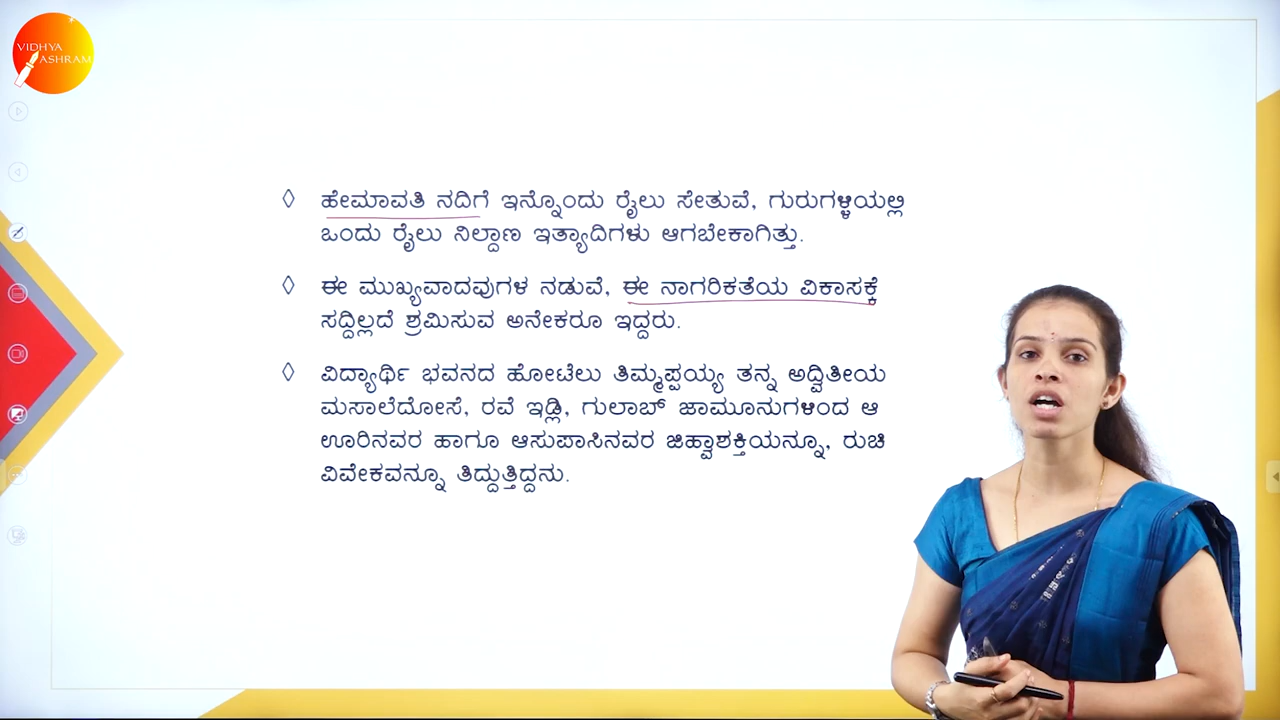 VIDHYA
ASHRAM
◊ ಹೇಮಾವತಿ ನದಿಗೆ ಇನ್ನೊಂದು ರೈಲು ಸೇತುವೆ, ಗುರುಗಳ್ಳಿಯಲ್ಲಿ
ಒಂದು ರೈಲು ನಿಲ್ದಾಣ ಇತ್ಯಾದಿಗಳು ಆಗಬೇಕಾಗಿತ್ತು.
◊ ಈ ಮುಖ್ಯವಾದವುಗಳ ನಡುವೆ, ಈ ನಾಗರಿಕತೆಯ ವಿಕಾಸಕ್ಕೆ
ಸದ್ದಿಲ್ಲದೆ ಶ್ರಮಿಸುವ ಅನೇಕರೂ ಇದ್ದರು.
◊ ವಿದ್ಯಾರ್ಥಿ ಭವನದ ಹೋಟೆಲು ತಿಮ್ಮಪ್ಪಯ್ಯ ತನ್ನ ಅದ್ವಿತೀಯ
ಮಸಾಲೆದೋಸೆ, ರವೆ ಇಡ್ಲಿ, ಗುಲಾಬ್ ಜಾಮೂನುಗಳಿಂದ ಆ
ಊರಿನವರ ಹಾಗೂ ಆಸುಪಾಸಿನವರ ಜಿಹ್ವಾಶಕ್ತಿಯನ್ನೂ, ರುಚಿ
ವಿವೇಕವನ್ನೂ ತಿದ್ದುತ್ತಿದ್ದನು.